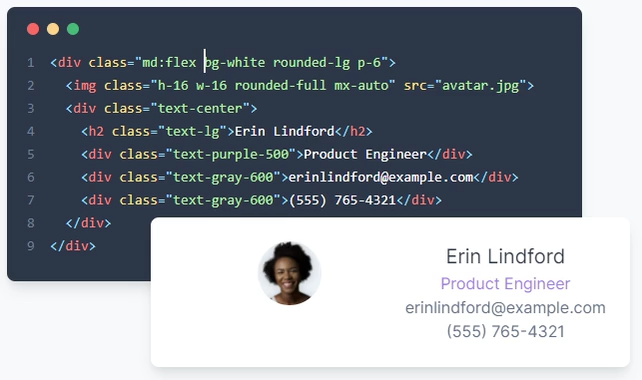 1 <div class="md:flex bg-white rounded-lg p-6">
2   <img class="h-16 w-16 rounded-full mx-auto" src="avatar.jpg">
3   <div class="text-center">
4     <h2 class="text-lg">Erin Lindford</h2>
5     <div class="text-purple-500">Product Engineer</div>
6     <div class="text-gray-600">erinlindford@example.com</div>
7     <div class="text-gray-600">(555) 765-4321</div>
8   </div>
9 </div>
Erin Lindford
Product Engineer
erinlindford@example.com
(555) 765-4321